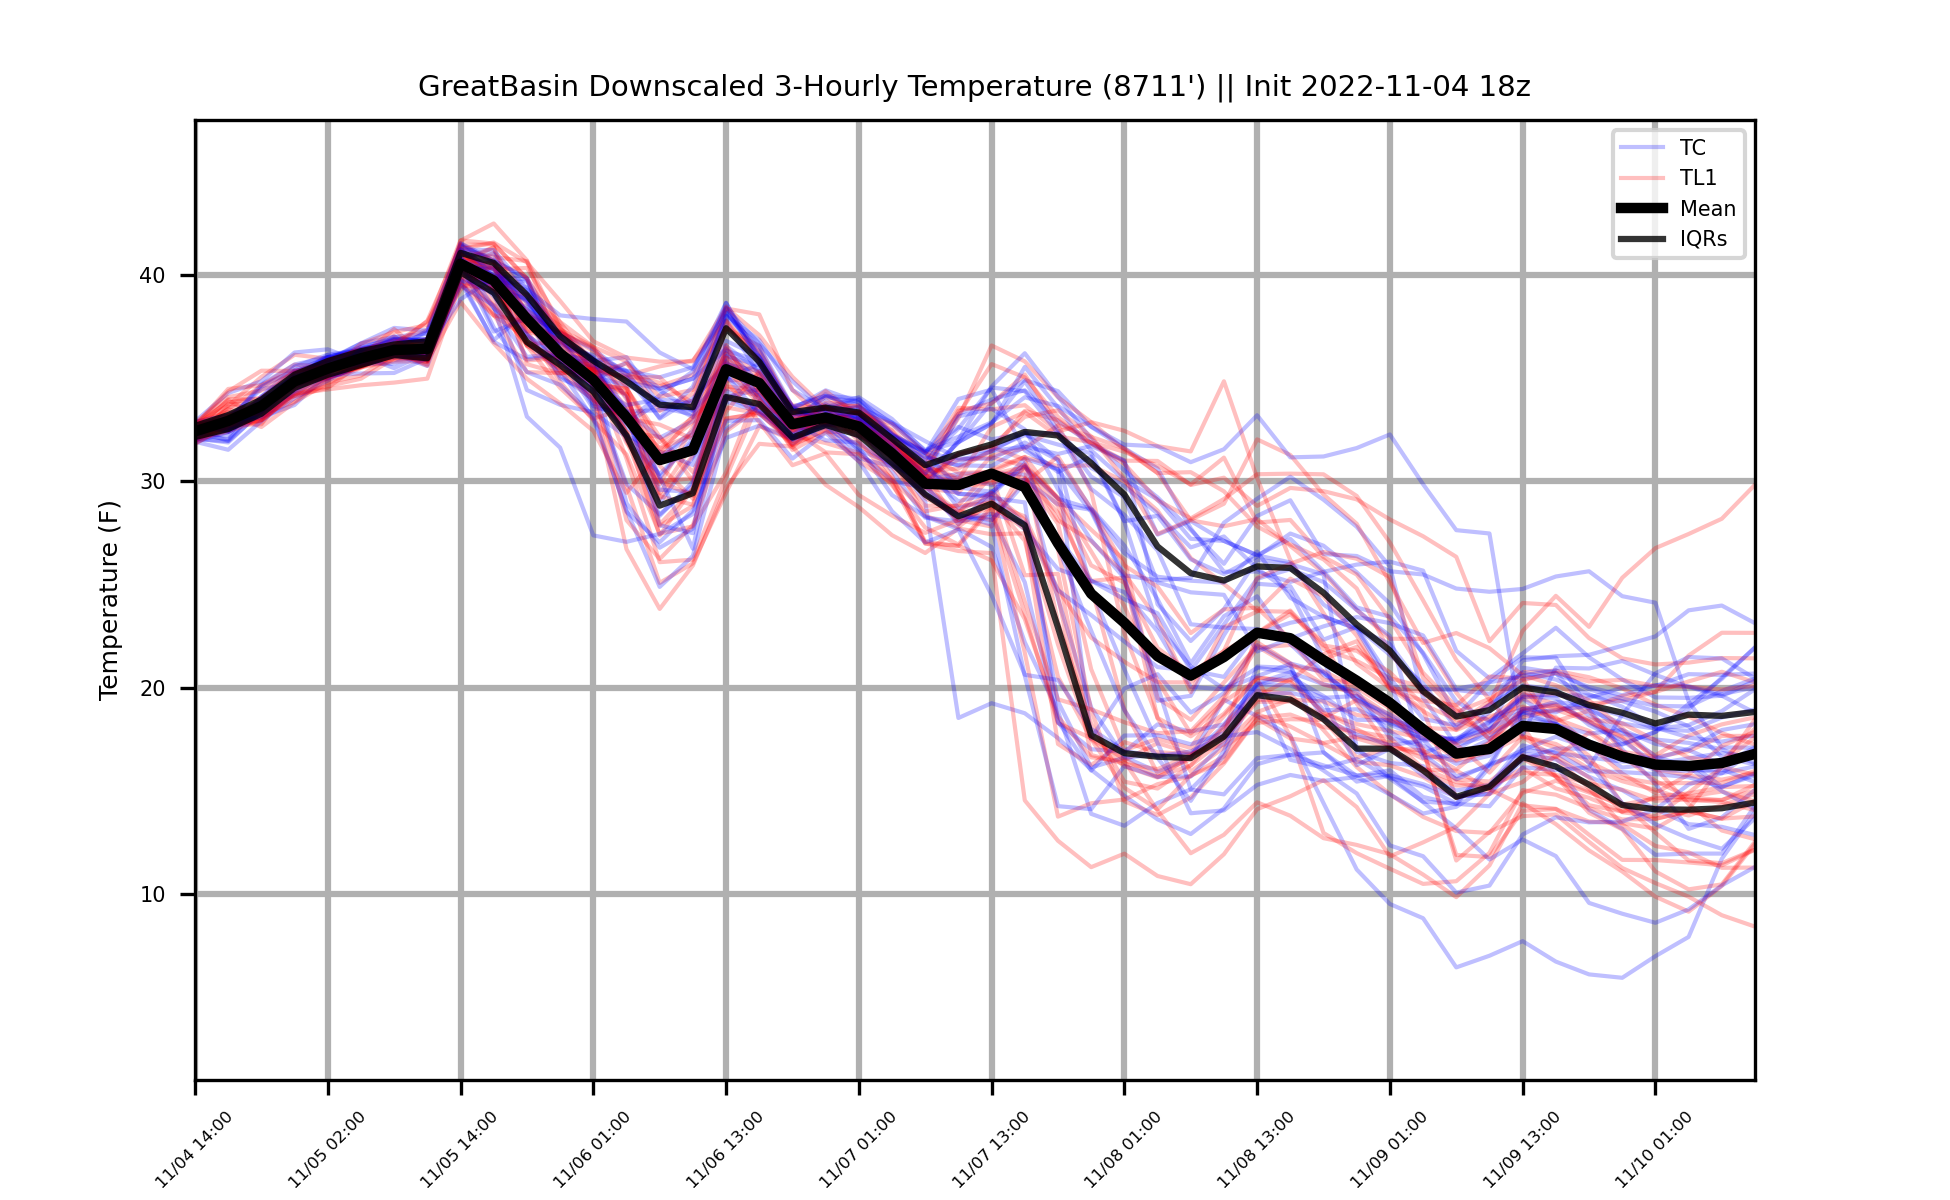 GreatBasin Downscaled 3-Hourly Temperature (8711') || Init 2022-11-04 18z
TC
TL1
Mean
IQRs
Temperature (F)
40
30
20
10
11/04 14:00
11/05 02:00
11/05 14:00
11/06 01:00
11/06 13:00
11/07 01:00
11/07 13:00
11/08 01:00
11/08 13:00
11/09 01:00
11/09 13:00
11/10 01:00